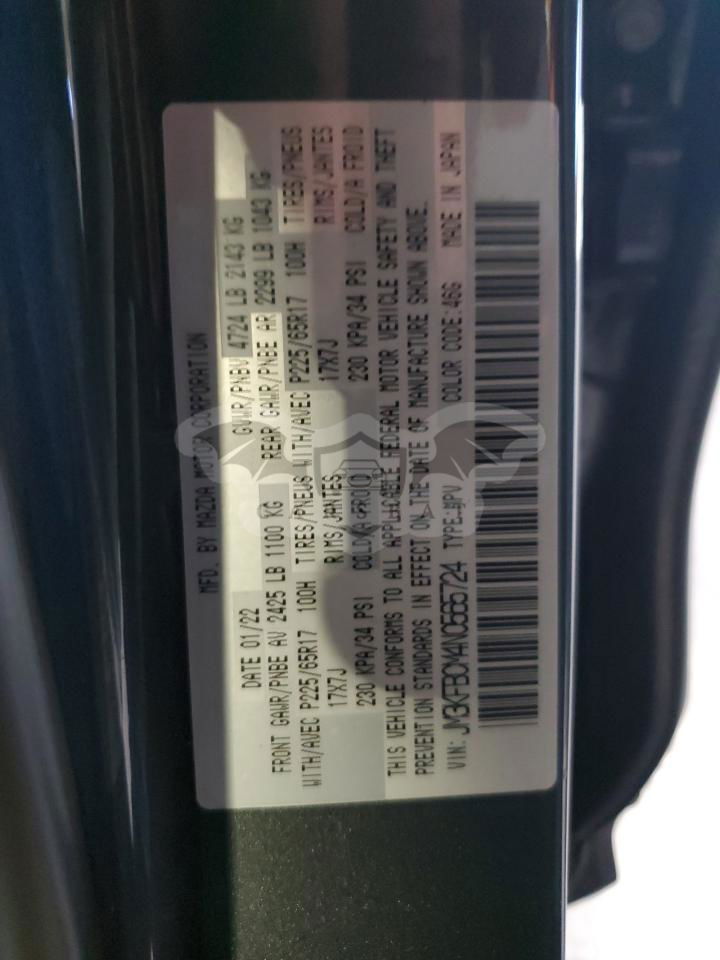 MFD. BY MAZDA MOTOR CORPORATION
DATE 01/22 GVWR/PNBV 4724 LB 2143 KG
FRONT GAWR/PNBE AV 2425 LB 1100 KG REAR GAWR/PNBE AR 2299 LB 1043 KG
WITH/AVEC P225/65R17 100H TIRES/PNEUS WITH/AVEC P225/65R17 100H TIRES/PNEUS
17X7J RIMS/JANTES 17X7J RIMS/JANTES
230 KPA/34 PSI COLD/A FROID 230 KPA/34 PSI COLD/A FROID
THIS VEHICLE CONFORMS TO ALL APPLICABLE FEDERAL MOTOR VEHICLE SAFETY AND THEFT
PREVENTION STANDARDS IN EFFECT ON THE DATE OF MANUFACTURE SHOWN ABOVE.
VIN: JM3KFBCM4N0565724 TYPE:MPV COLOR CODE:46G MADE IN JAPAN